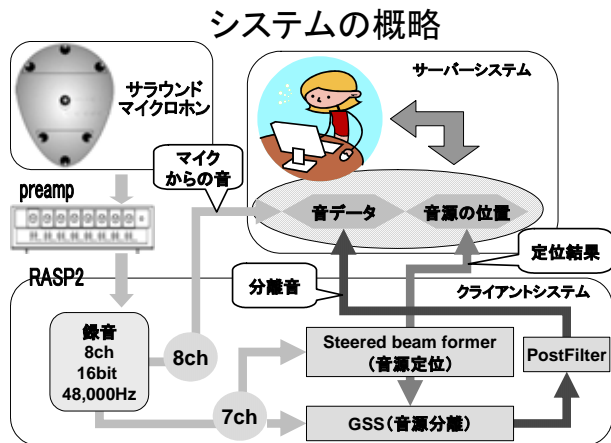 システムの概略
サラウンド
マイクロホン
サーバーシステム
マイク
からの音
preamp
音データ
音源の位置
RASP2
分離音
定位結果
クライアントシステム
録音
8ch
16bit
48,000Hz
8ch
7ch
Steered beam former
(音源定位)
PostFilter
GSS(音源分離)